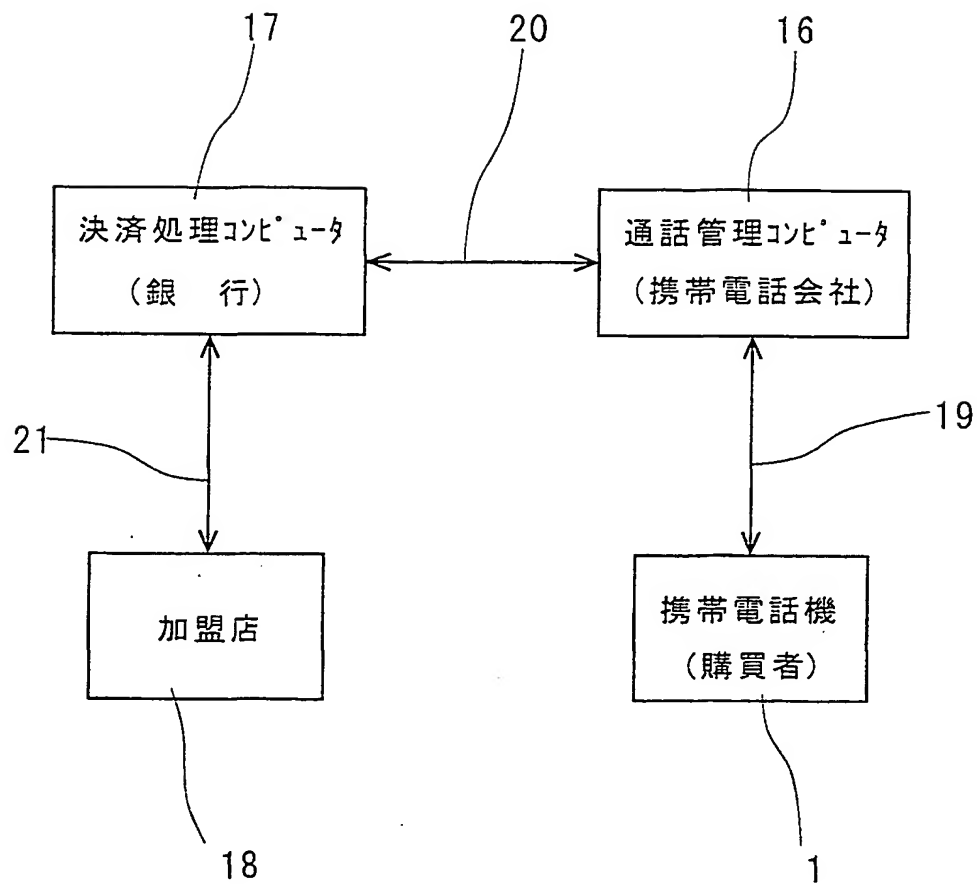 17
20
16
決済処理コンピュータ
(銀 行)
通話管理コンピュータ
(携帯電話会社)
21
19
加盟店
携帯電話機
(購買者)
18
1